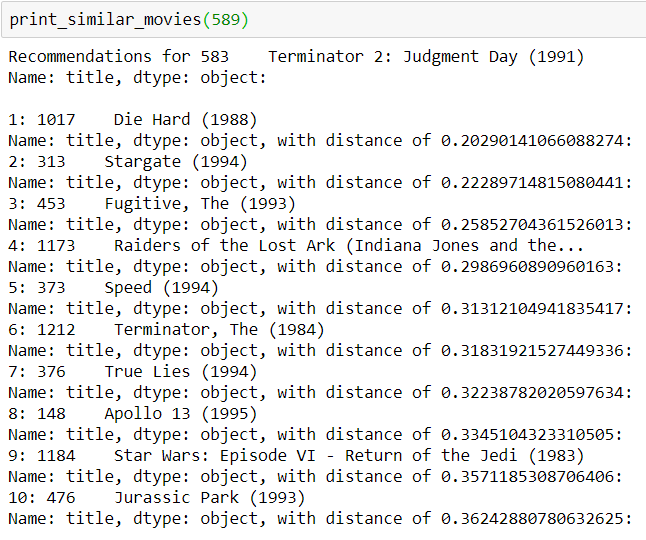 print_similar_movies(589)
Recommendations for 583    Terminator 2: Judgment Day (1991)
Name: title, dtype: object:
1: 1017    Die Hard (1988)
Name: title, dtype: object, with distance of 0.20290141066088274:
2: 313    Stargate (1994)
Name: title, dtype: object, with distance of 0.22289714815080441:
3: 453    Fugitive, The (1993)
Name: title, dtype: object, with distance of 0.25852704361526013:
4: 1173    Raiders of the Lost Ark (Indiana Jones and the...
Name: title, dtype: object, with distance of 0.2986960890960163:
5: 373    Speed (1994)
Name: title, dtype: object, with distance of 0.31312104941835417:
6: 1212    Terminator, The (1984)
Name: title, dtype: object, with distance of 0.31831921527449336:
7: 376    True Lies (1994)
Name: title, dtype: object, with distance of 0.32238782020597634:
8: 148    Apollo 13 (1995)
Name: title, dtype: object, with distance of 0.3345104323310505:
9: 1184    Star Wars: Episode VI - Return of the Jedi (1983)
Name: title, dtype: object, with distance of 0.3571185308706406:
10: 476    Jurassic Park (1993)
Name: title, dtype: object, with distance of 0.36242880780632625: